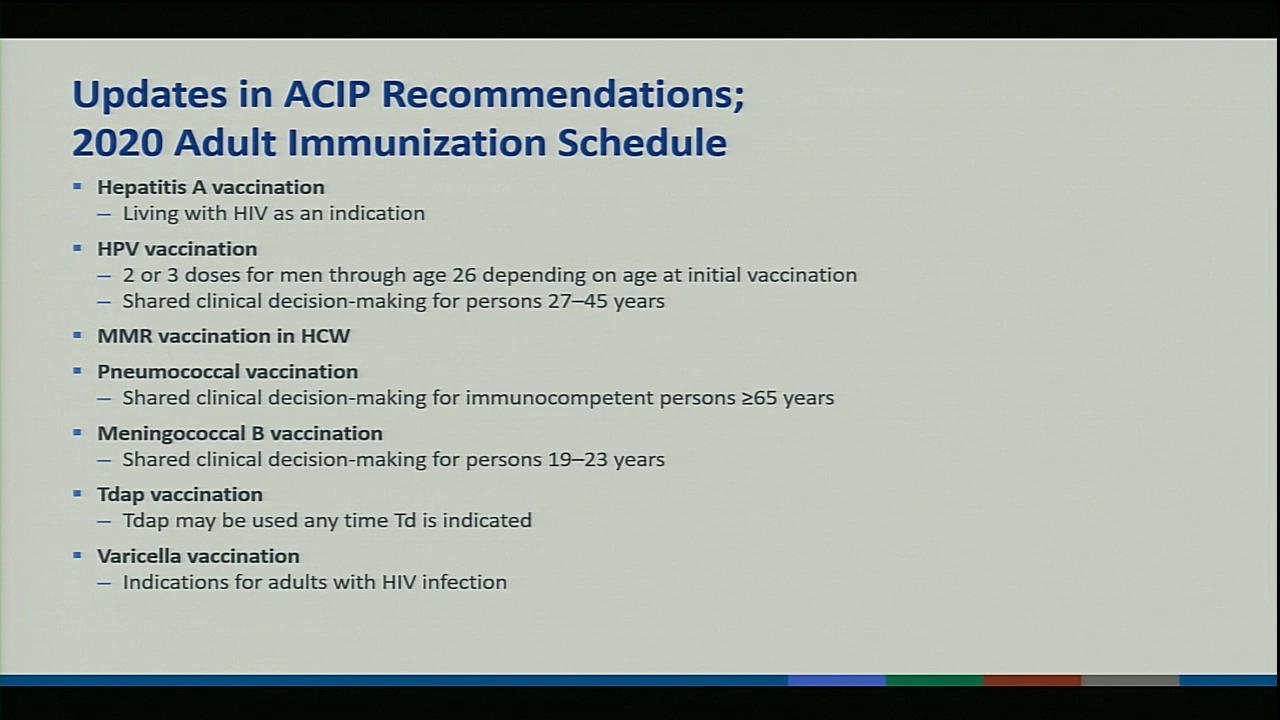 Updates in ACIP Recommendations;
2020 Adult Immunization Schedule
▪ Hepatitis A vaccination
– Living with HIV as an indication
▪ HPV vaccination
– 2 or 3 doses for men through age 26 depending on age at initial vaccination
– Shared clinical decision-making for persons 27–45 years
▪ MMR vaccination in HCW
▪ Pneumococcal vaccination
– Shared clinical decision-making for immunocompetent persons ≥65 years
▪ Meningococcal B vaccination
– Shared clinical decision-making for persons 19–23 years
▪ Tdap vaccination
– Tdap may be used any time Td is indicated
▪ Varicella vaccination
– Indications for adults with HIV infection